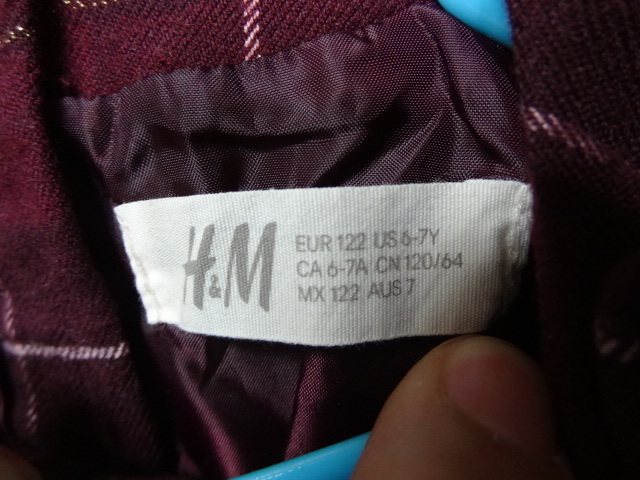 H&M
EUR 122 US 6-7Y
CA 6-7A CN 120/64
MX 122 AUS 7